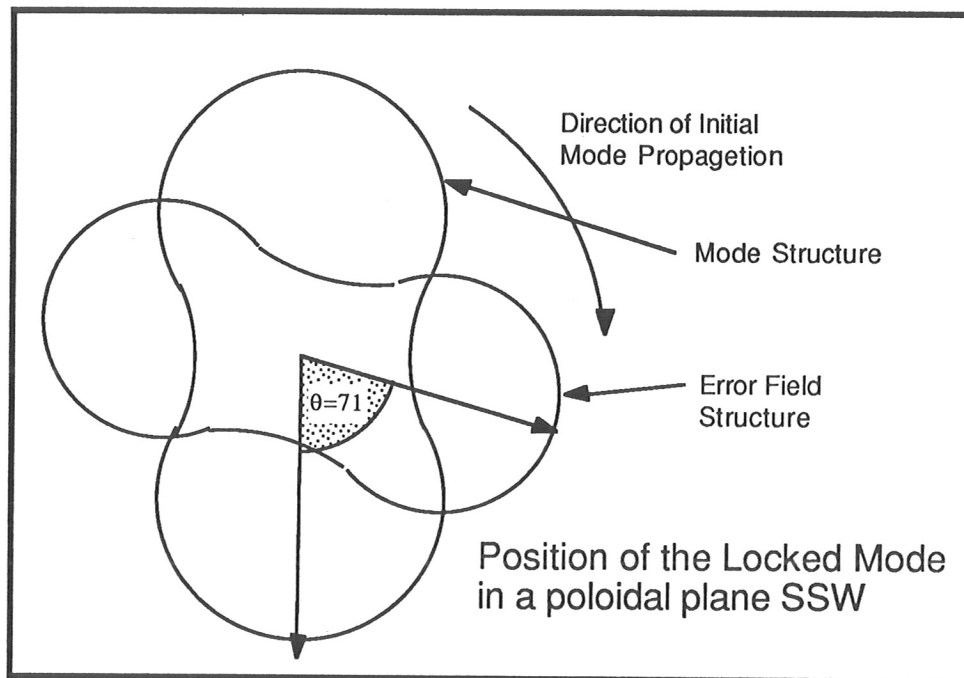 Direction of Initial
Mode Propagetion
Mode Structure
Error Field
Structure
θ=71
Position of the Locked Mode
in a poloidal plane SSW